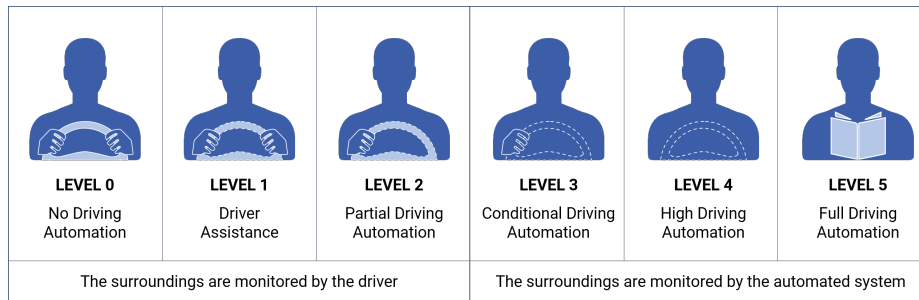 LEVEL 0
No Driving
Automation
LEVEL 1
Driver
Assistance
LEVEL 2
Partial Driving
Automation
LEVEL 3
Conditional Driving
Automation
LEVEL 4
High Driving
Automation
LEVEL 5
Full Driving
Automation
The surroundings are monitored by the driver
The surroundings are monitored by the automated system